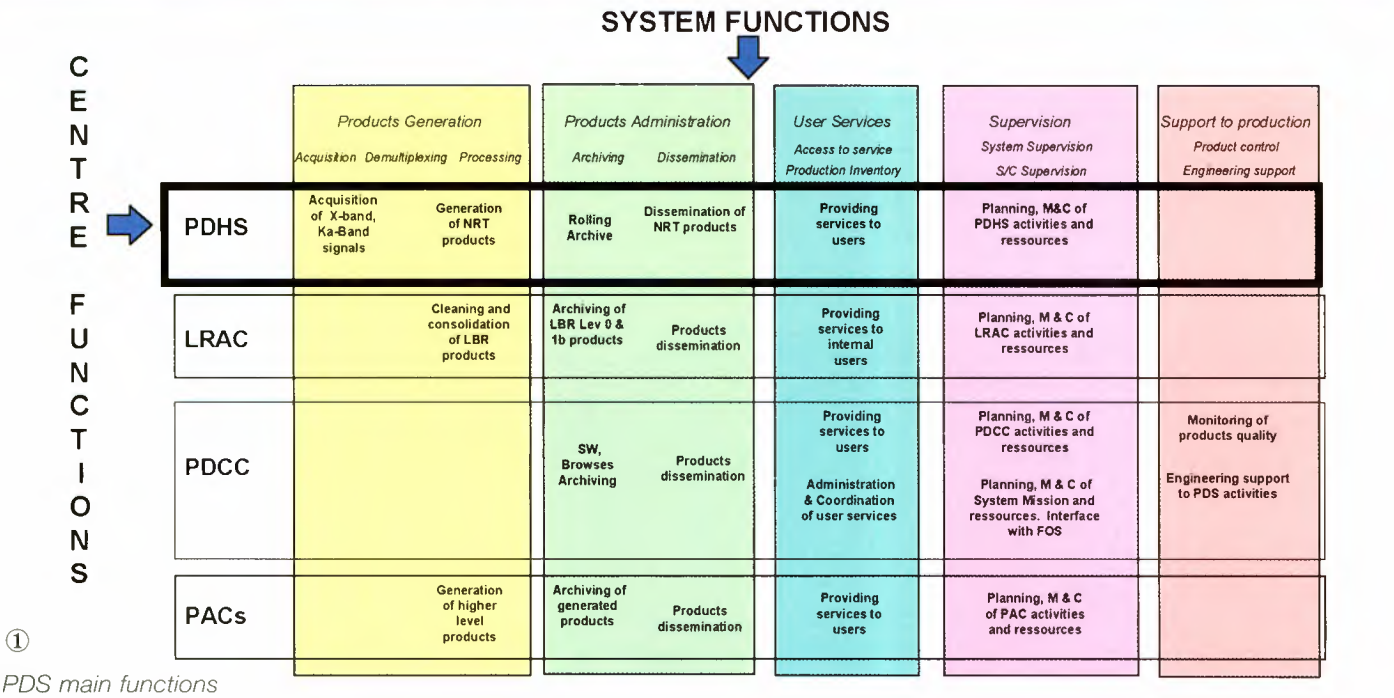 SYSTEM FUNCTIONS
CENTRE FUNCTIONS
Products Generation
Acquisition Demultiplexing Processing
Products Administration
Archiving Dissemination
User Services
Access to service
Production Inventory
Supervision
System Supervision
S/C Supervision
Support to production
Product control
Engineering support
PDHS
Acquisition
of X-band,
Ka-Band
signals
Generation
of NRT
products
Rolling
Archive
Dissemination of
NRT products
Providing
services to
users
Planning, M&C of
PDHS activities and
ressources
LRAC
Cleaning and
consolidation
of LBR
products
Archiving of
LBR Lev 0 &
1b products
Products
dissemination
Providing
services to
internal
users
Planning, M & C of
LRAC activities and
ressources
PDCC
SW,
Browses
Archiving
Products
dissemination
Providing
services to
users
Administration
& Coordination
of user services
Planning, M & C of
PDCC activities and
ressources
Planning, M & C of
System Mission and
ressources. Interface
with FOS
Monitoring of
products quality
Engineering support
to PDS activities
PACs
Generation
of higher
level
products
Archiving of
generated
products
Products
dissemination
Providing
services to
users
Planning, M & C
of PAC activities
and ressources
①
PDS main functions